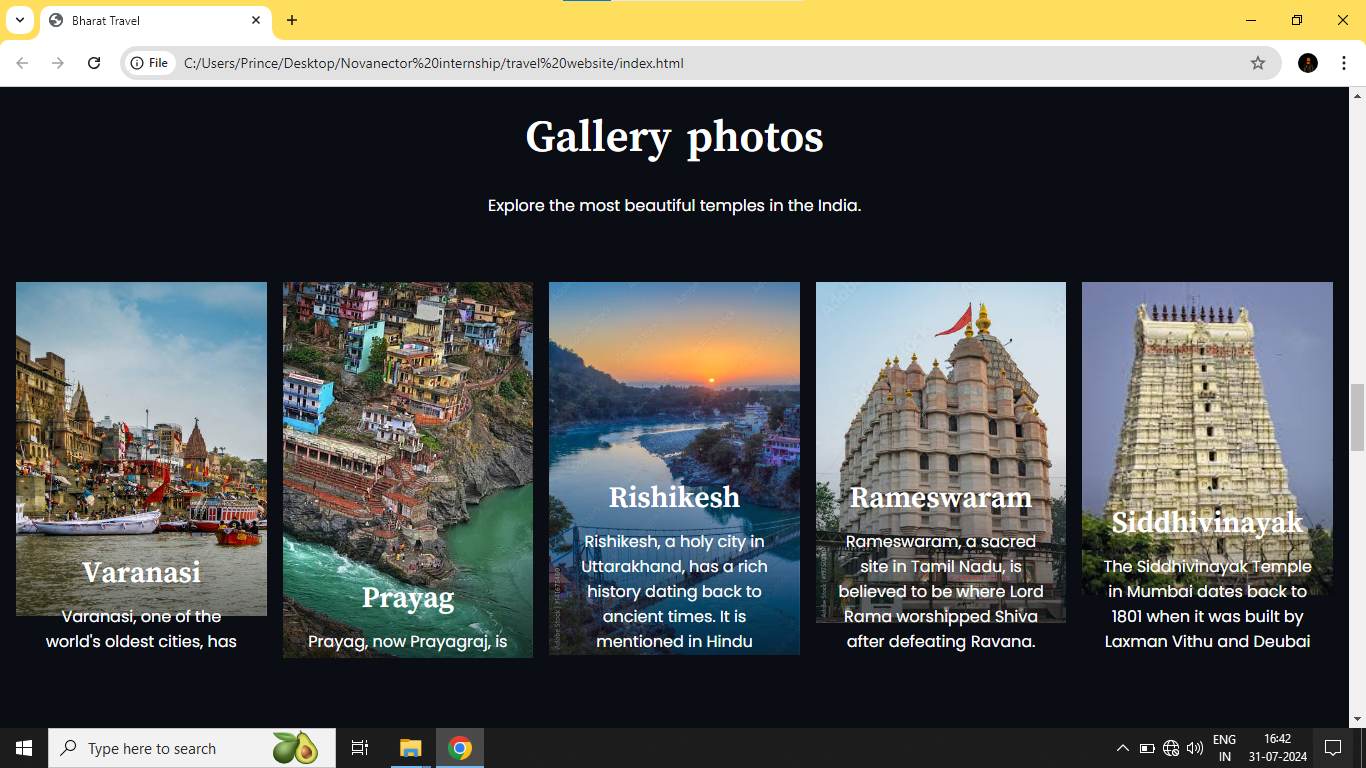 Bharat Travel
File
C:/Users/Prince/Desktop/Novanector%20internship/travel%20website/index.html
Gallery photos
Explore the most beautiful temples in the India.
Varanasi
Varanasi, one of the
world's oldest cities, has
Prayag
Prayag, now Prayagraj, is
Rishikesh
Rishikesh, a holy city in
Uttarakhand, has a rich
history dating back to
ancient times. It is
mentioned in Hindu
Rameswaram
Rameswaram, a sacred
site in Tamil Nadu, is
believed to be where Lord
Rama worshipped Shiva
after defeating Ravana.
Siddhivinayak
The Siddhivinayak Temple
in Mumbai dates back to
1801 when it was built by
Laxman Vithu and Deubai
Type here to search
ENG
IN
16:42
31-07-2024